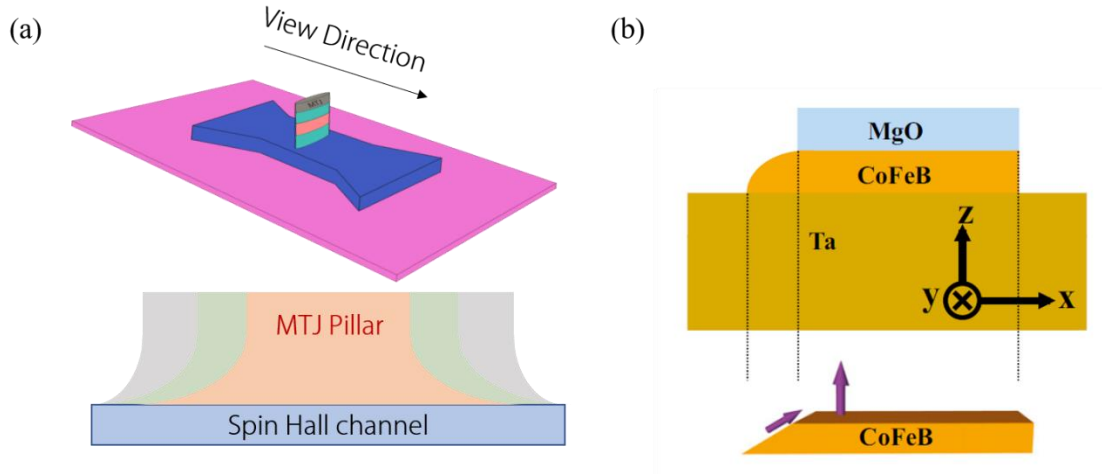 (a)
View Direction
MTJ
MTJ Pillar
Spin Hall channel
(b)
MgO
CoFeB
Ta
z
y
x
CoFeB